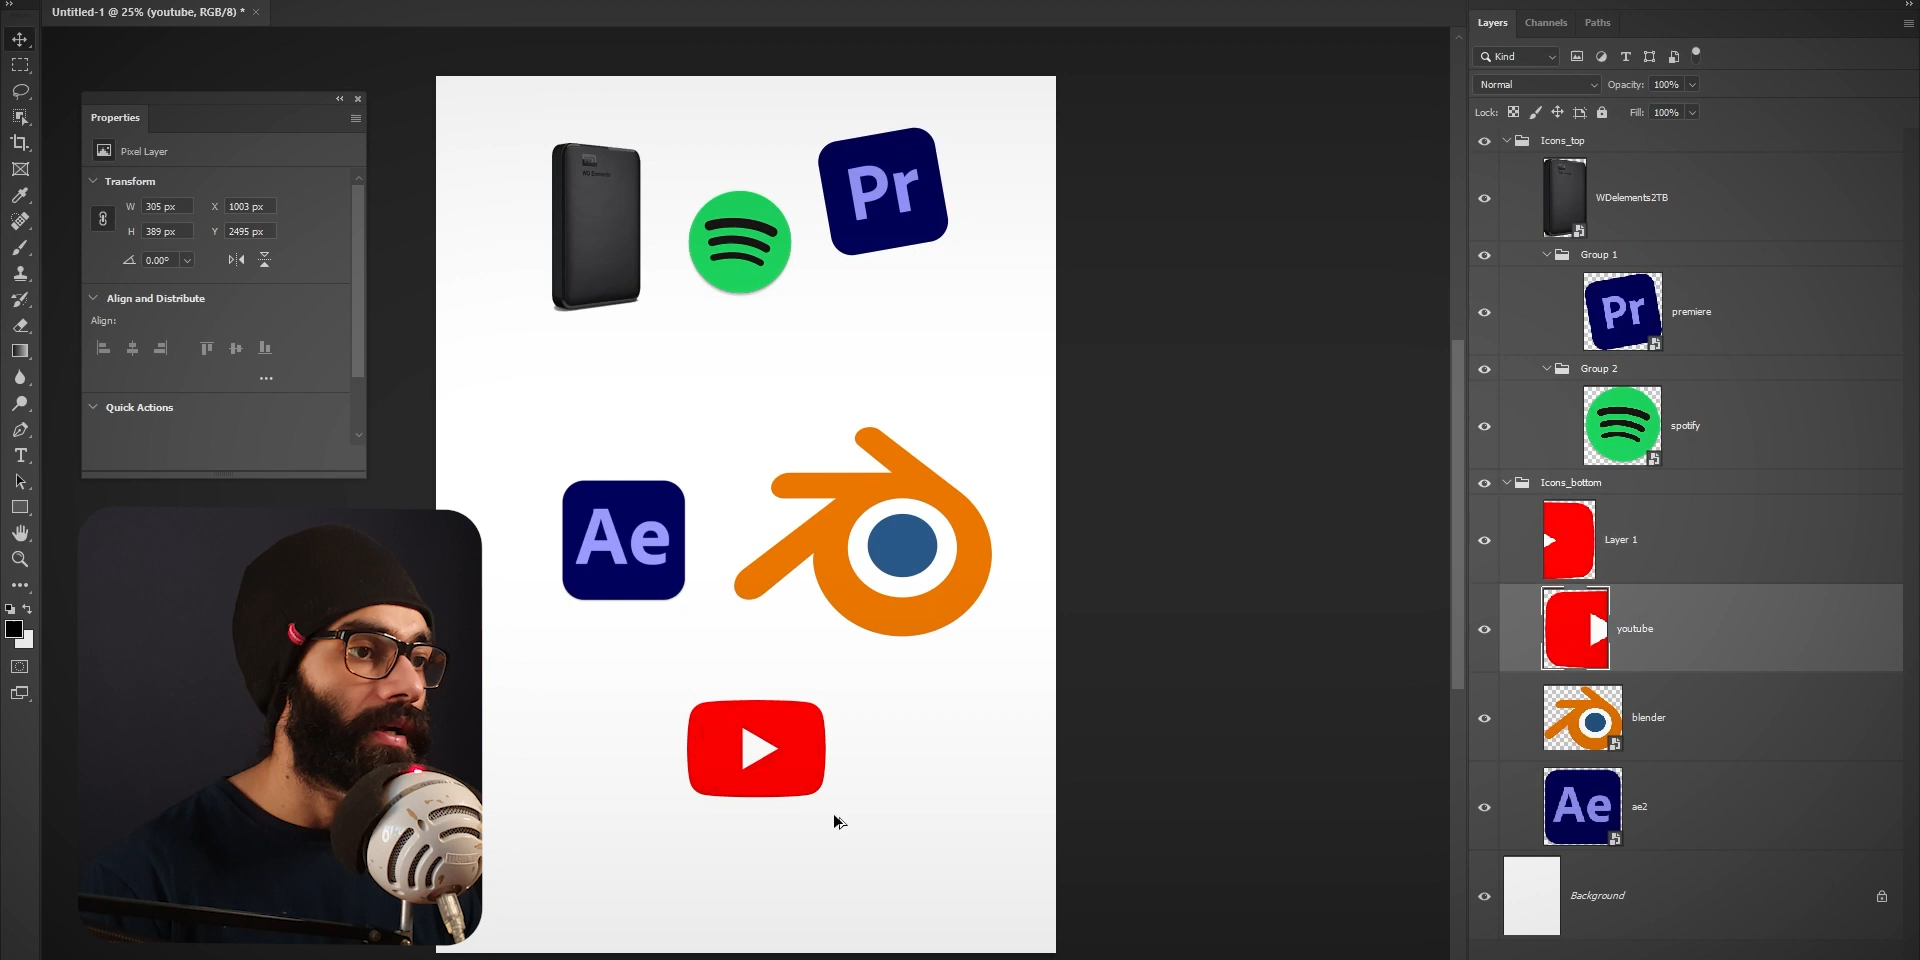 Untitled-1 @ 25% (youtube, RGB/8) *
Properties
Pixel Layer
Transform
W 305 px X 1003 px
H 389 px Y 2495 px
0.00°
Align and Distribute
Align:
Quick Actions
WD Elements
Pr
Ae
Layers Channels Paths
Kind
Normal Opacity: 100%
Lock: Fill: 100%
Icons_top
WDelements2TB
Group 1
Pr premiere
Group 2
spotify
Icons_bottom
Layer 1
youtube
blender
Ae ae2
Background